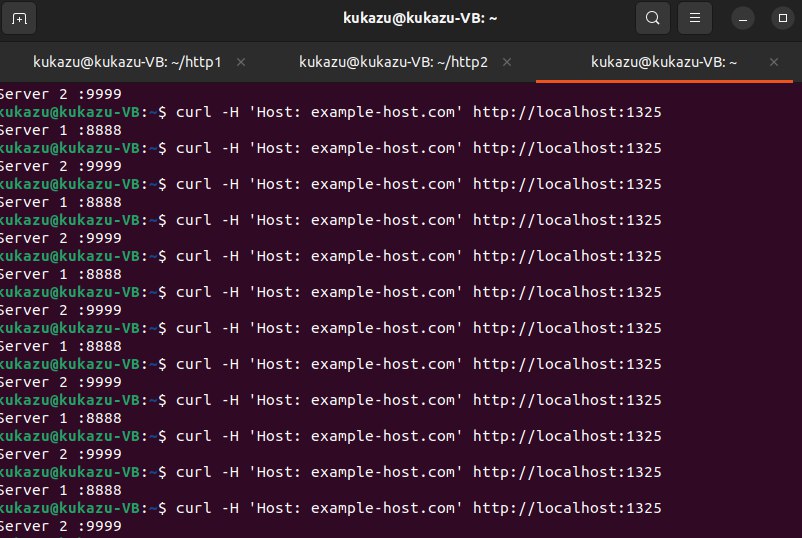 kukazu@kukazu-VB: ~
kukazu@kukazu-VB: ~/http1
kukazu@kukazu-VB: ~/http2
kukazu@kukazu-VB: ~
Server 2 :9999
kukazu@kukazu-VB:~$ curl -H 'Host: example-host.com' http://localhost:1325
Server 1 :8888
kukazu@kukazu-VB:~$ curl -H 'Host: example-host.com' http://localhost:1325
Server 2 :9999
kukazu@kukazu-VB:~$ curl -H 'Host: example-host.com' http://localhost:1325
Server 1 :8888
kukazu@kukazu-VB:~$ curl -H 'Host: example-host.com' http://localhost:1325
Server 2 :9999
kukazu@kukazu-VB:~$ curl -H 'Host: example-host.com' http://localhost:1325
Server 1 :8888
kukazu@kukazu-VB:~$ curl -H 'Host: example-host.com' http://localhost:1325
Server 2 :9999
kukazu@kukazu-VB:~$ curl -H 'Host: example-host.com' http://localhost:1325
Server 1 :8888
kukazu@kukazu-VB:~$ curl -H 'Host: example-host.com' http://localhost:1325
Server 2 :9999
kukazu@kukazu-VB:~$ curl -H 'Host: example-host.com' http://localhost:1325
Server 1 :8888
kukazu@kukazu-VB:~$ curl -H 'Host: example-host.com' http://localhost:1325
Server 2 :9999
kukazu@kukazu-VB:~$ curl -H 'Host: example-host.com' http://localhost:1325
Server 1 :8888
kukazu@kukazu-VB:~$ curl -H 'Host: example-host.com' http://localhost:1325
Server 2 :9999